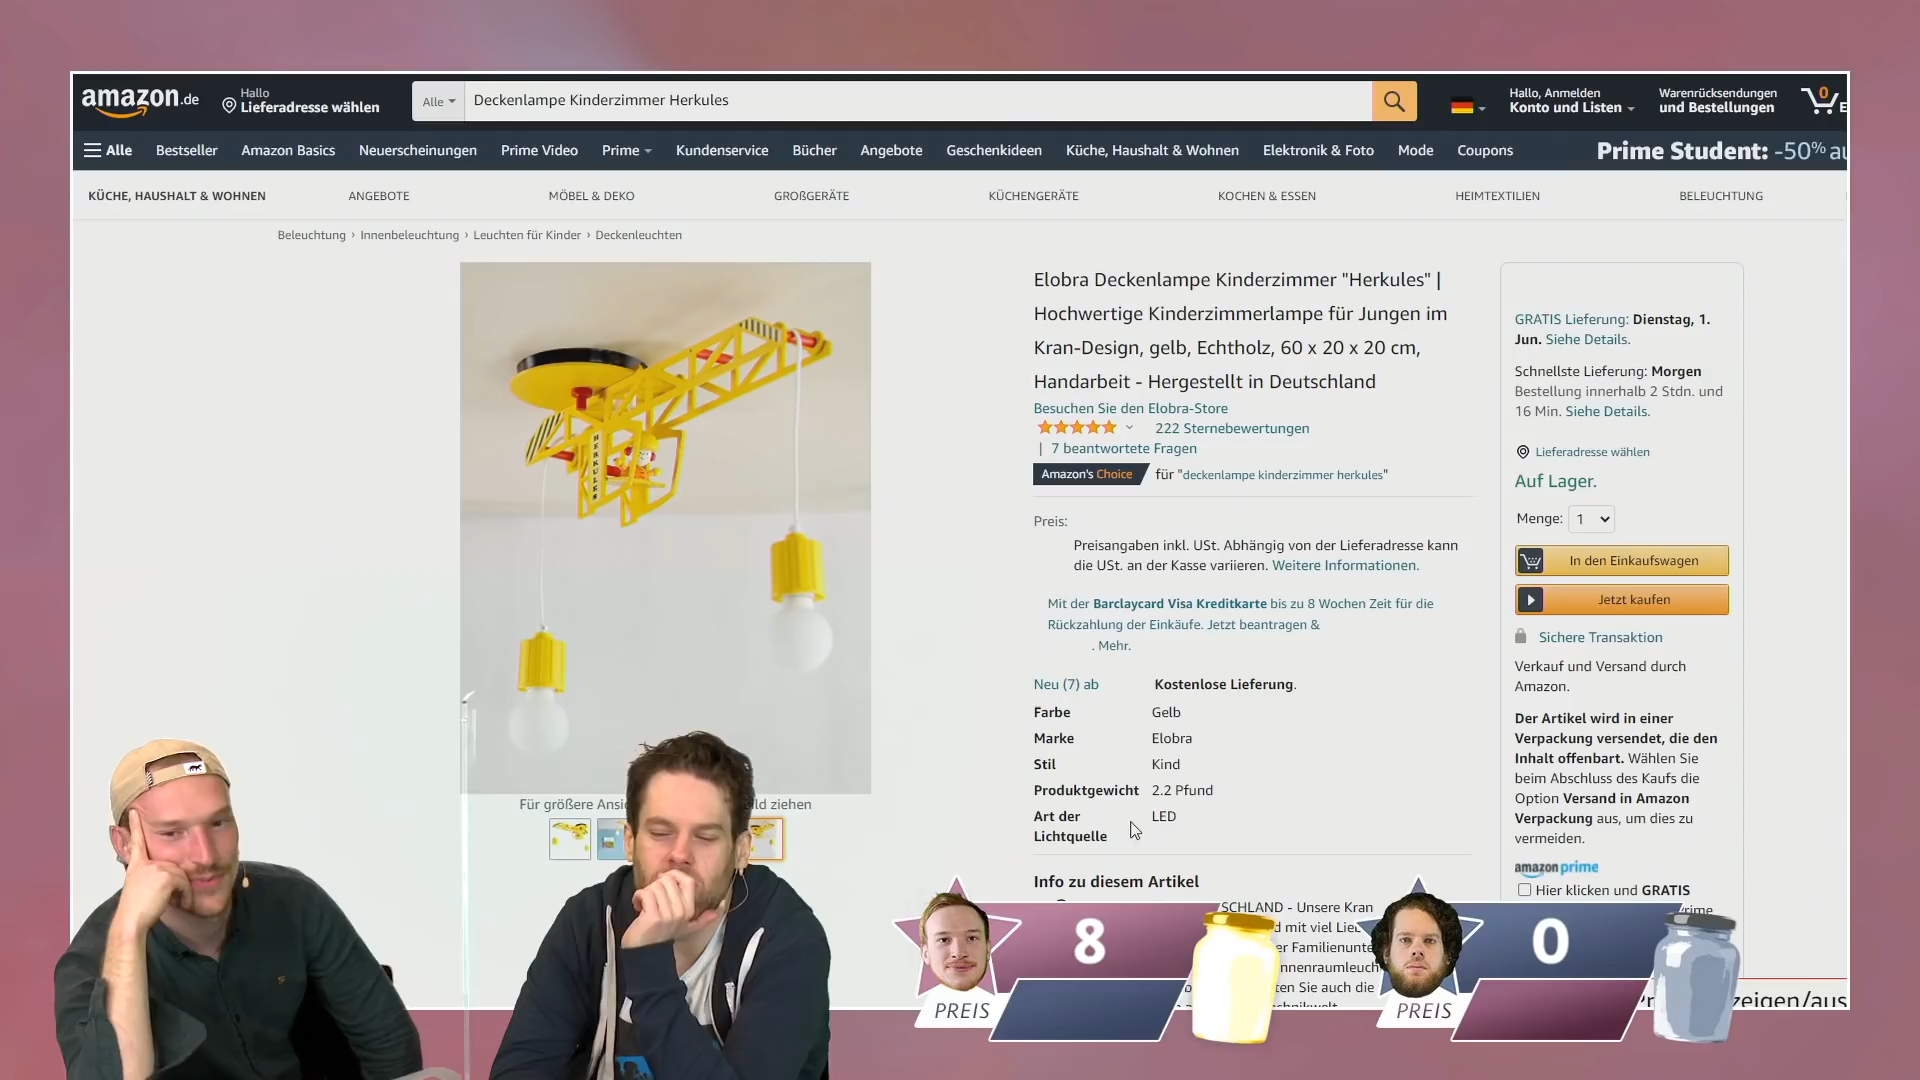 amazon.de
Hallo
Lieferadresse wählen
Alle
Deckenlampe Kinderzimmer Herkules
Hallo, Anmelden
Konto und Listen
Warenrücksendungen
und Bestellungen
0
E
Alle
Bestseller
Amazon Basics
Neuerscheinungen
Prime Video
Prime
Kundenservice
Bücher
Angebote
Geschenkideen
Küche, Haushalt & Wohnen
Elektronik & Foto
Mode
Coupons
Prime Student: -50% au
KÜCHE, HAUSHALT & WOHNEN
ANGEBOTE
MÖBEL & DEKO
GROßGERÄTE
KÜCHENGERÄTE
KOCHEN & ESSEN
HEIMTEXTILIEN
BELEUCHTUNG
Beleuchtung › Innenbeleuchtung › Leuchten für Kinder › Deckenleuchten
HERKULES
Für größere Ansi
ild ziehen
Elobra Deckenlampe Kinderzimmer "Herkules" |
Hochwertige Kinderzimmerlampe für Jungen im
Kran-Design, gelb, Echtholz, 60 x 20 x 20 cm,
Handarbeit - Hergestellt in Deutschland
Besuchen Sie den Elobra-Store
222 Sternebewertungen
| 7 beantwortete Fragen
Amazon's Choice für "deckenlampe kinderzimmer herkules"
Preis:
Preisangaben inkl. USt. Abhängig von der Lieferadresse kann
die USt. an der Kasse variieren. Weitere Informationen.
Mit der Barclaycard Visa Kreditkarte bis zu 8 Wochen Zeit für die
Rückzahlung der Einkäufe. Jetzt beantragen &
. Mehr.
Neu (7) ab Kostenlose Lieferung.
Farbe Gelb
Marke Elobra
Stil Kind
Produktgewicht 2.2 Pfund
Art der LED
Lichtquelle
Info zu diesem Artikel
SCHLAND - Unsere Kran
d mit viel Lie
er Familienunte
nnenraumleuch
ten Sie auch die
GRATIS Lieferung: Dienstag, 1.
Jun. Siehe Details.
Schnellste Lieferung: Morgen
Bestellung innerhalb 2 Stdn. und
16 Min. Siehe Details.
Lieferadresse wählen
Auf Lager.
Menge: 1
In den Einkaufswagen
Jetzt kaufen
Sichere Transaktion
Verkauf und Versand durch
Amazon.
Der Artikel wird in einer
Verpackung versendet, die den
Inhalt offenbart. Wählen Sie
beim Abschluss des Kaufs die
Option Versand in Amazon
Verpackung aus, um dies zu
vermeiden.
amazon prime
Hier klicken und GRATIS
8
PREIS
0
PREIS
zeigen/aus